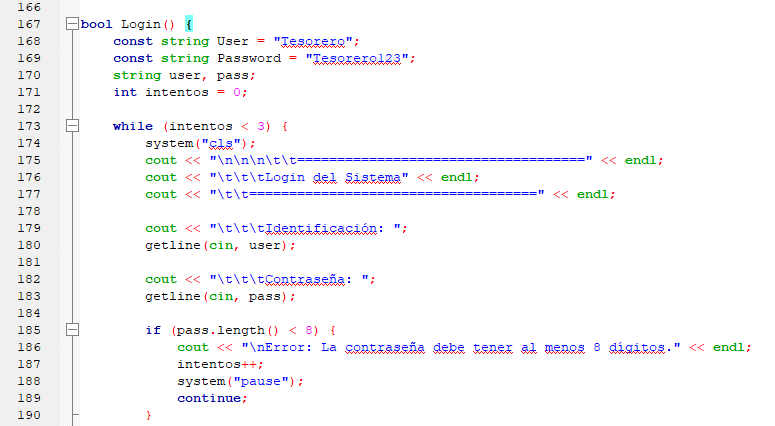 166
167 bool Login() {
168 const string User = "Tesorero";
169 const string Password = "Tesorero123";
170 string user, pass;
171 int intentos = 0;
172
173 while (intentos < 3) {
174 system("cls");
175 cout << "\n\n\n\t\t====================================" << endl;
176 cout << "\t\t\tLogin del Sistema" << endl;
177 cout << "\t\t====================================" << endl;
178
179 cout << "\t\t\tIdentificación: ";
180 getline(cin, user);
181
182 cout << "\t\t\tContraseña: ";
183 getline(cin, pass);
184
185 if (pass.length() < 8) {
186 cout << "\nError: La contraseña debe tener al menos 8 dígitos." << endl;
187 intentos++;
188 system("pause");
189 continue;
190 }